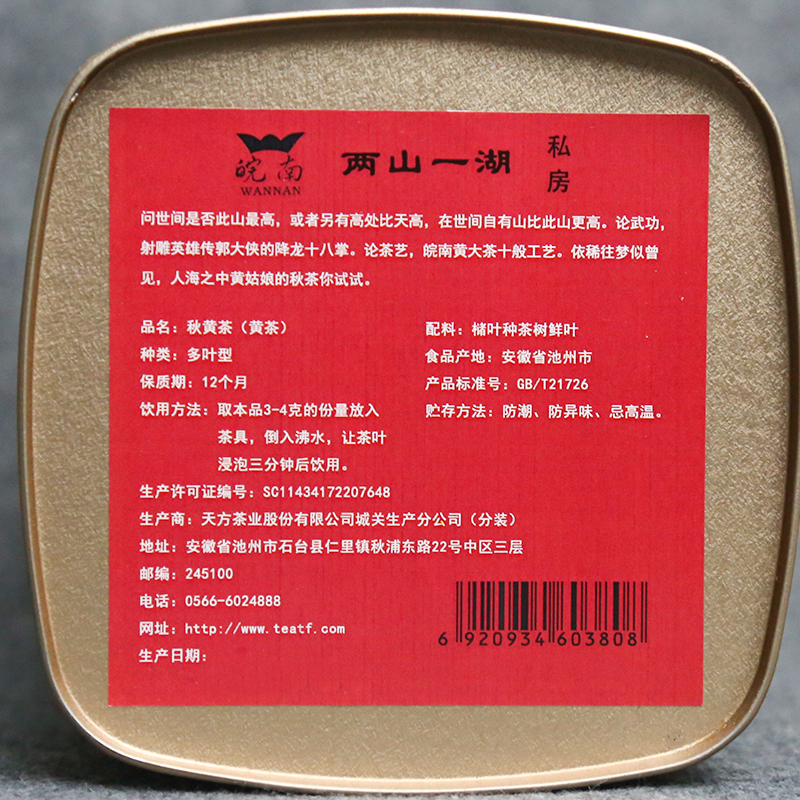 皖南
WANNAN
两山一湖
私房
问世间是否此山最高，或者另有高处比天高，在世间自有山比此山更高。论武功，
射雕英雄传郭大侠的降龙十八掌。论茶艺，皖南黄大茶十般工艺。依稀往梦似曾
见，人海之中黄姑娘的秋茶你试试。
品名：秋黄茶（黄茶）
种类：多叶型
保质期：12个月
饮用方法：取本品3-4克的份量放入
茶具，倒入沸水，让茶叶
浸泡三分钟后饮用。
配料：槠叶种茶树鲜叶
食品产地：安徽省池州市
产品标准号：GB/T21726
贮存方法：防潮、防异味、忌高温。
生产许可证编号：SC11434172207648
生产商：天方茶业股份有限公司城关生产分公司（分装）
地址：安徽省池州市石台县仁里镇秋浦东路22号中区三层
邮编：245100
电话：0566-6024888
网址：http://www.teatf.com
生产日期：
6 920934 603808